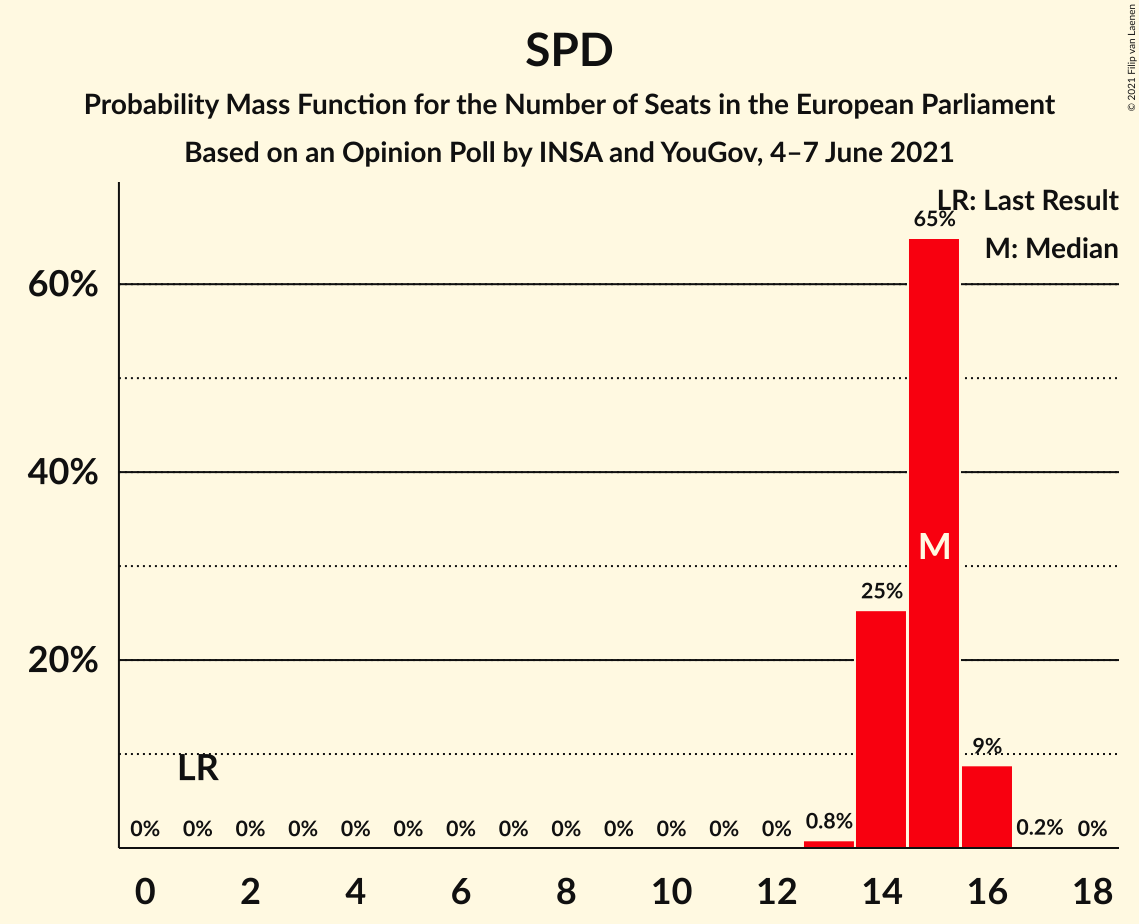 SPD
Probability Mass Function for the Number of Seats in the European Parliament
Based on an Opinion Poll by INSA and YouGov, 4–7 June 2021
© 2021 Filip van Laenen
LR: Last Result
M: Median
60%
40%
20%
65%
M
25%
9%
LR
0% 0% 0% 0% 0% 0% 0% 0% 0% 0% 0% 0% 0% 0.8% 0.2% 0%
0 2 4 6 8 10 12 14 16 18